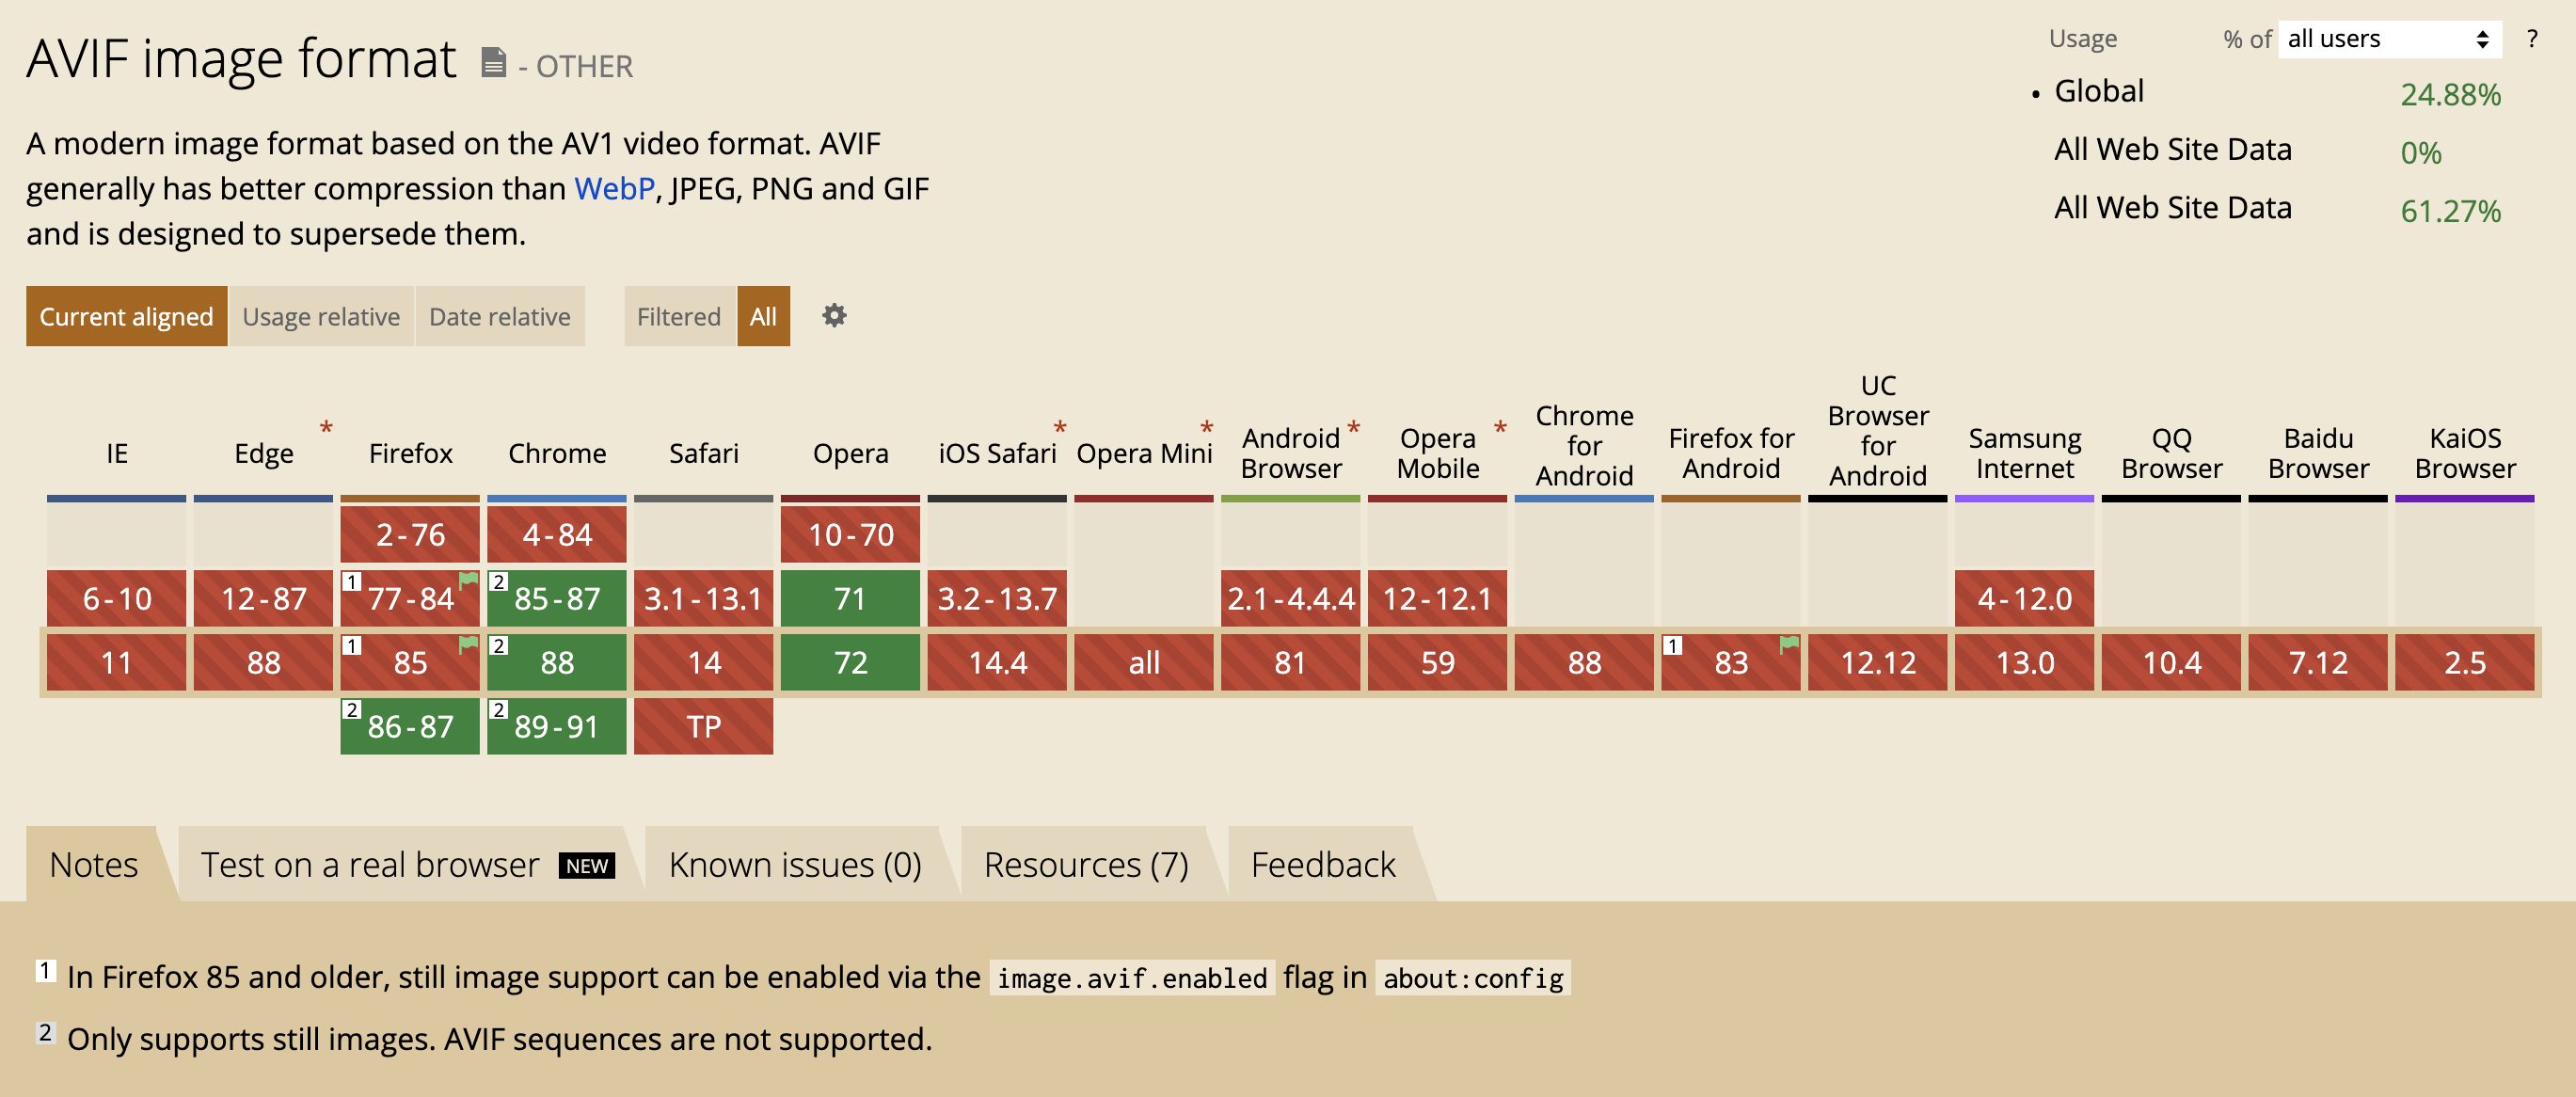 AVIF image format - OTHER
Usage % of all users ?
• Global 24.88%
All Web Site Data 0%
All Web Site Data 61.27%
A modern image format based on the AV1 video format. AVIF
generally has better compression than WebP, JPEG, PNG and GIF
and is designed to supersede them.
Current aligned Usage relative Date relative Filtered All
IE
Edge *
Firefox
Chrome
Safari
Opera
iOS Safari *
Opera Mini *
Android *
Browser
Opera *
Mobile
Chrome
for
Android
Firefox for
Android
UC
Browser
for
Android
Samsung
Internet
QQ
Browser
Baidu
Browser
KaiOS
Browser
2-76 4-84 10-70
6-10 12-87 1 77-84 2 85-87 3.1-13.1 71 3.2-13.7 2.1-4.4.4 12-12.1 4-12.0
11 88 1 85 2 88 14 72 14.4 all 81 59 88 1 83 12.12 13.0 10.4 7.12 2.5
2 86-87 2 89-91 TP
Notes Test on a real browser NEW Known issues (0) Resources (7) Feedback
1 In Firefox 85 and older, still image support can be enabled via the image.avif.enabled flag in about:config
2 Only supports still images. AVIF sequences are not supported.